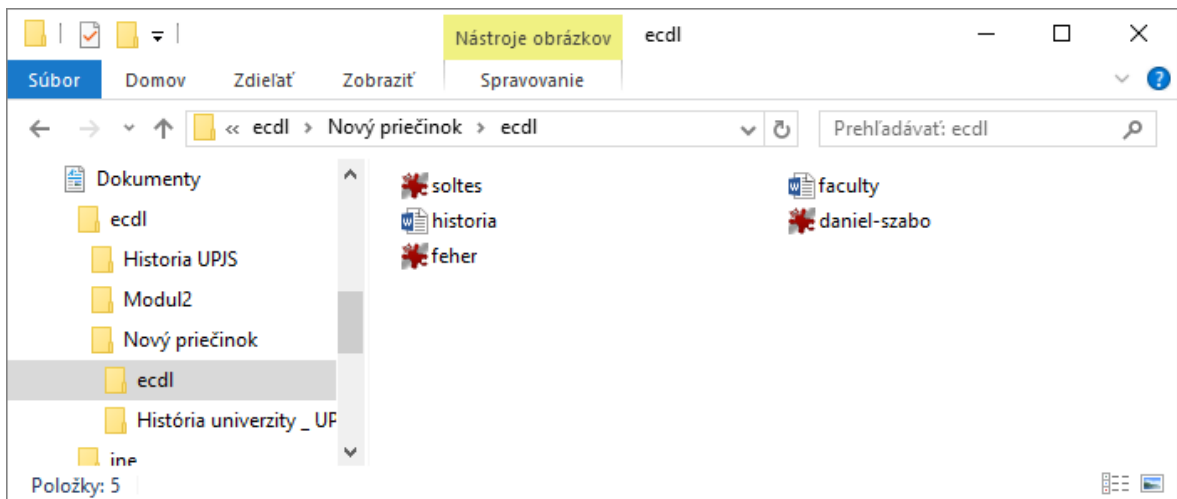 Nástroje obrázkov ecdl
Súbor Domov Zdieľať Zobraziť Spravovanie
« ecdl › Nový priečinok › ecdl Prehľadávať: ecdl
Dokumenty
ecdl
Historia UPJS
Modul2
Nový priečinok
ecdl
História univerzity _ UP
ine
soltes
historia
feher
faculty
daniel-szabo
Položky: 5